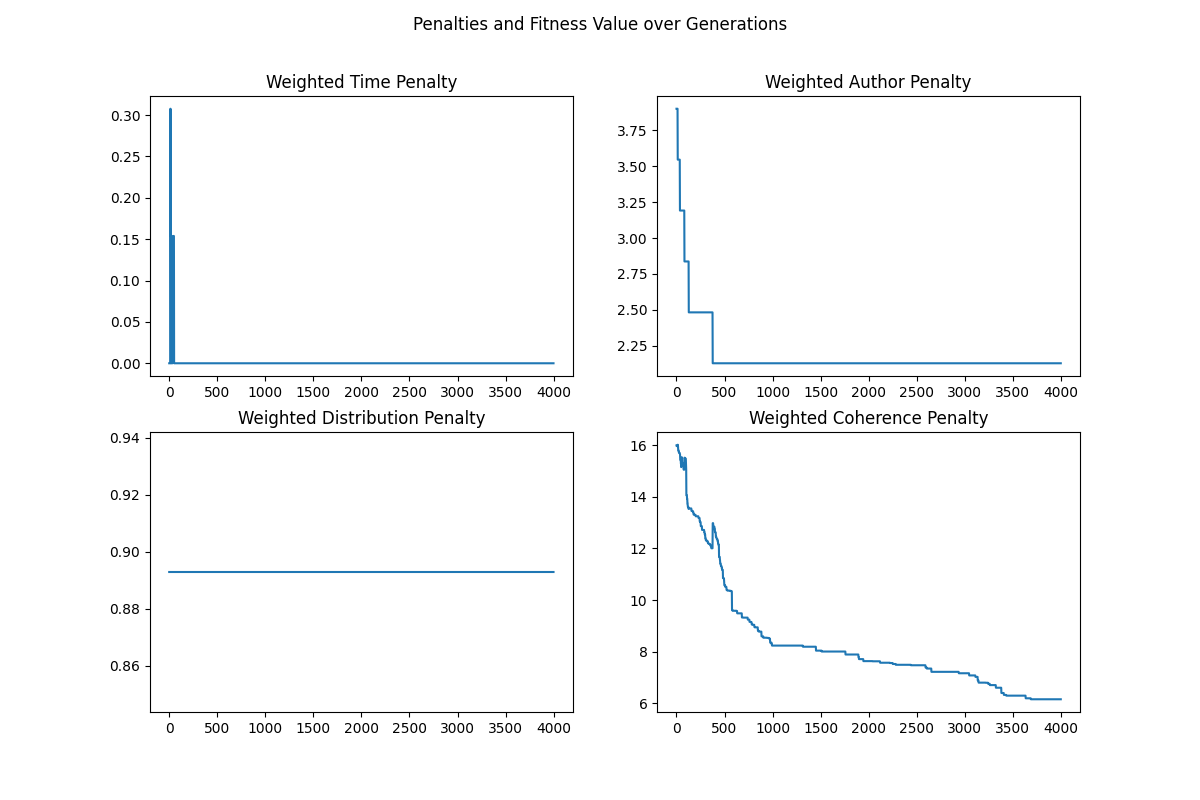 Penalties and Fitness Value over Generations
Weighted Time Penalty
0.30
0.25
0.20
0.15
0.10
0.05
0.00
0 500 1000 1500 2000 2500 3000 3500 4000
Weighted Author Penalty
3.75
3.50
3.25
3.00
2.75
2.50
2.25
0 500 1000 1500 2000 2500 3000 3500 4000
Weighted Distribution Penalty
0.94
0.92
0.90
0.88
0.86
0 500 1000 1500 2000 2500 3000 3500 4000
Weighted Coherence Penalty
16
14
12
10
8
6
0 500 1000 1500 2000 2500 3000 3500 4000